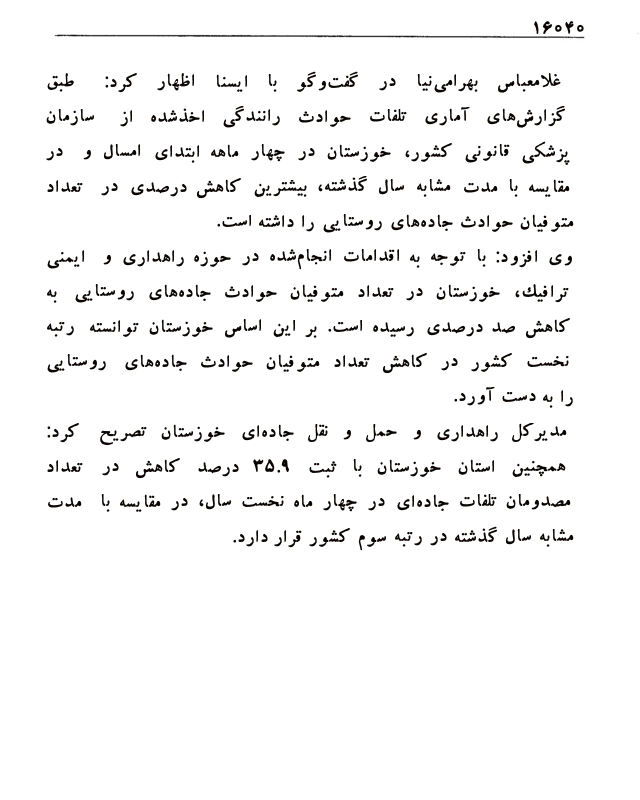 ۱۶۰۴۰
غلامعباس بهرامی‌نیا در گفت‌وگو با ایسنا اظهار کرد: طبق
گزارش‌های آماری تلفات حوادث رانندگی اخذشده از سازمان
پزشکی قانونی کشور، خوزستان در چهار ماهه ابتدای امسال و در
مقایسه با مدت مشابه سال گذشته، بیشترین کاهش درصدی در تعداد
متوفیان حوادث جاده‌های روستایی را داشته است.
وی افزود: با توجه به اقدامات انجام‌شده در حوزه راهداری و ایمنی
ترافیك، خوزستان در تعداد متوفیان حوادث جاده‌های روستایی به
کاهش صد درصدی رسیده است. بر این اساس خوزستان توانسته رتبه
نخست کشور در کاهش تعداد متوفیان حوادث جاده‌های روستایی
را به دست آورد.
مدیرکل راهداری و حمل و نقل جاده‌ای خوزستان تصریح کرد:
همچنین استان خوزستان با ثبت ۳۵.۹ درصد کاهش در تعداد
مصدومان تلفات جاده‌ای در چهار ماه نخست سال، در مقایسه با مدت
مشابه سال گذشته در رتبه سوم کشور قرار دارد.